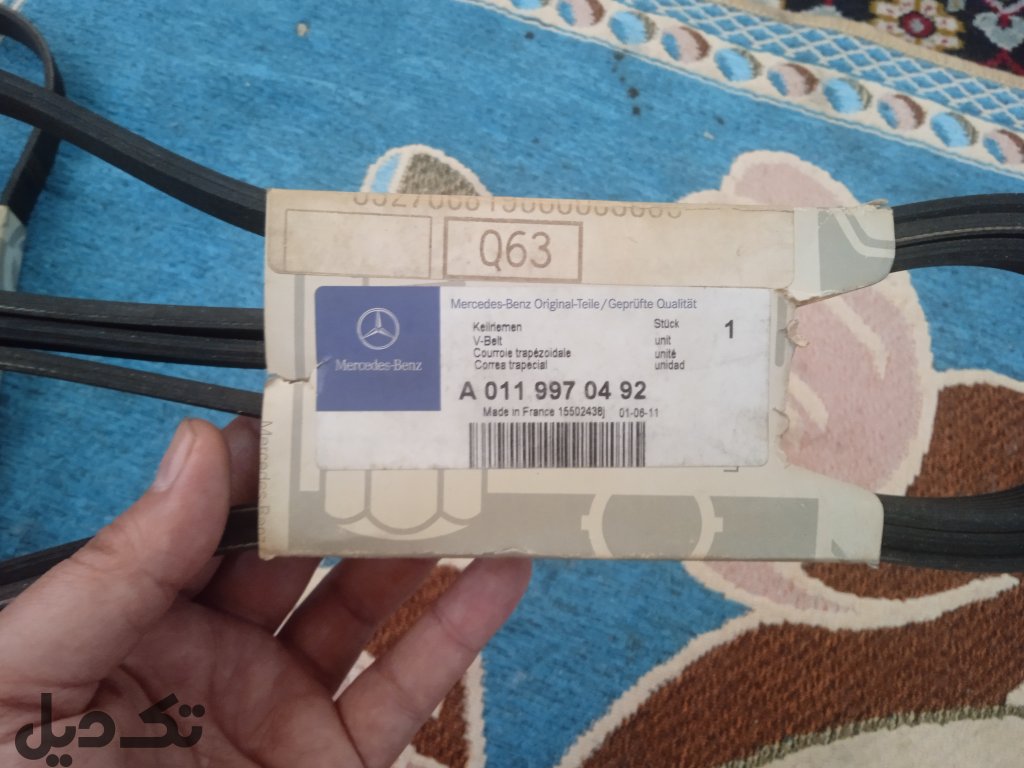 Q63
Mercedes-Benz Original-Teile/Geprüfte Qualität
Keilriemen
V-Belt
Courroie trapézoïdale
Correa trapecial
Stück
unit
unité
unidad
1
Mercedes-Benz
A 011 997 04 92
Made in France 15502438j 01-06-11
تک دیل